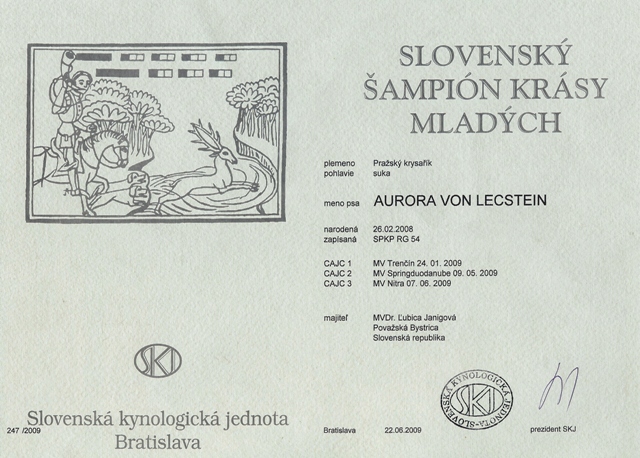 SLOVENSKÝ
ŠAMPIÓN KRÁSY
MLADÝCH
plemeno Pražský krysařík
pohlavie suka
meno psa AURORA VON LECSTEIN
narodená 26.02.2008
zapísaná SPKP RG 54
CAJC 1 MV Trenčín 24. 01. 2009
CAJC 2 MV Springduodanube 09. 05. 2009
CAJC 3 MV Nitra 07. 06. 2009
majiteľ MVDr. Ľubica Janigová
Považská Bystrica
Slovenská republika
SKJ
Slovenská kynologická jednota
Bratislava
247 /2009
Bratislava 22.06.2009 prezident SKJ
SLOVENSKÁ KYNOLOGICKÁ JEDNOTA
SKJ